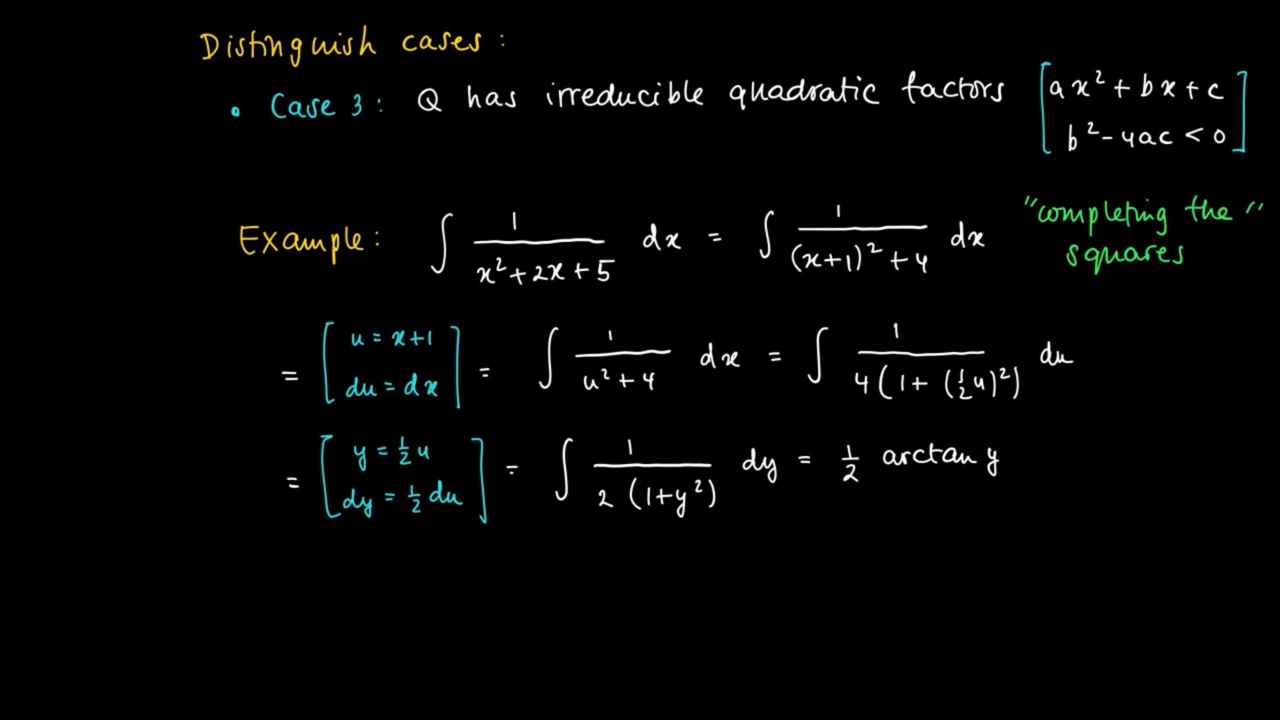 Distinguish cases:
• Case 3: Q has irreducible quadratic factors [ax² + bx + c
b² - 4ac < 0]
Example: ∫ 1/(x² + 2x + 5) dx = ∫ 1/((x+1)² + 4) dx "completing the"
squares
= [u = x+1
du = dx] = ∫ 1/(u² + 4) dx = ∫ 1/(4(1 + (½u)²)) du
= [y = ½u
dy = ½ du] = ∫ 1/(2(1+y²)) dy = ½ arctan y